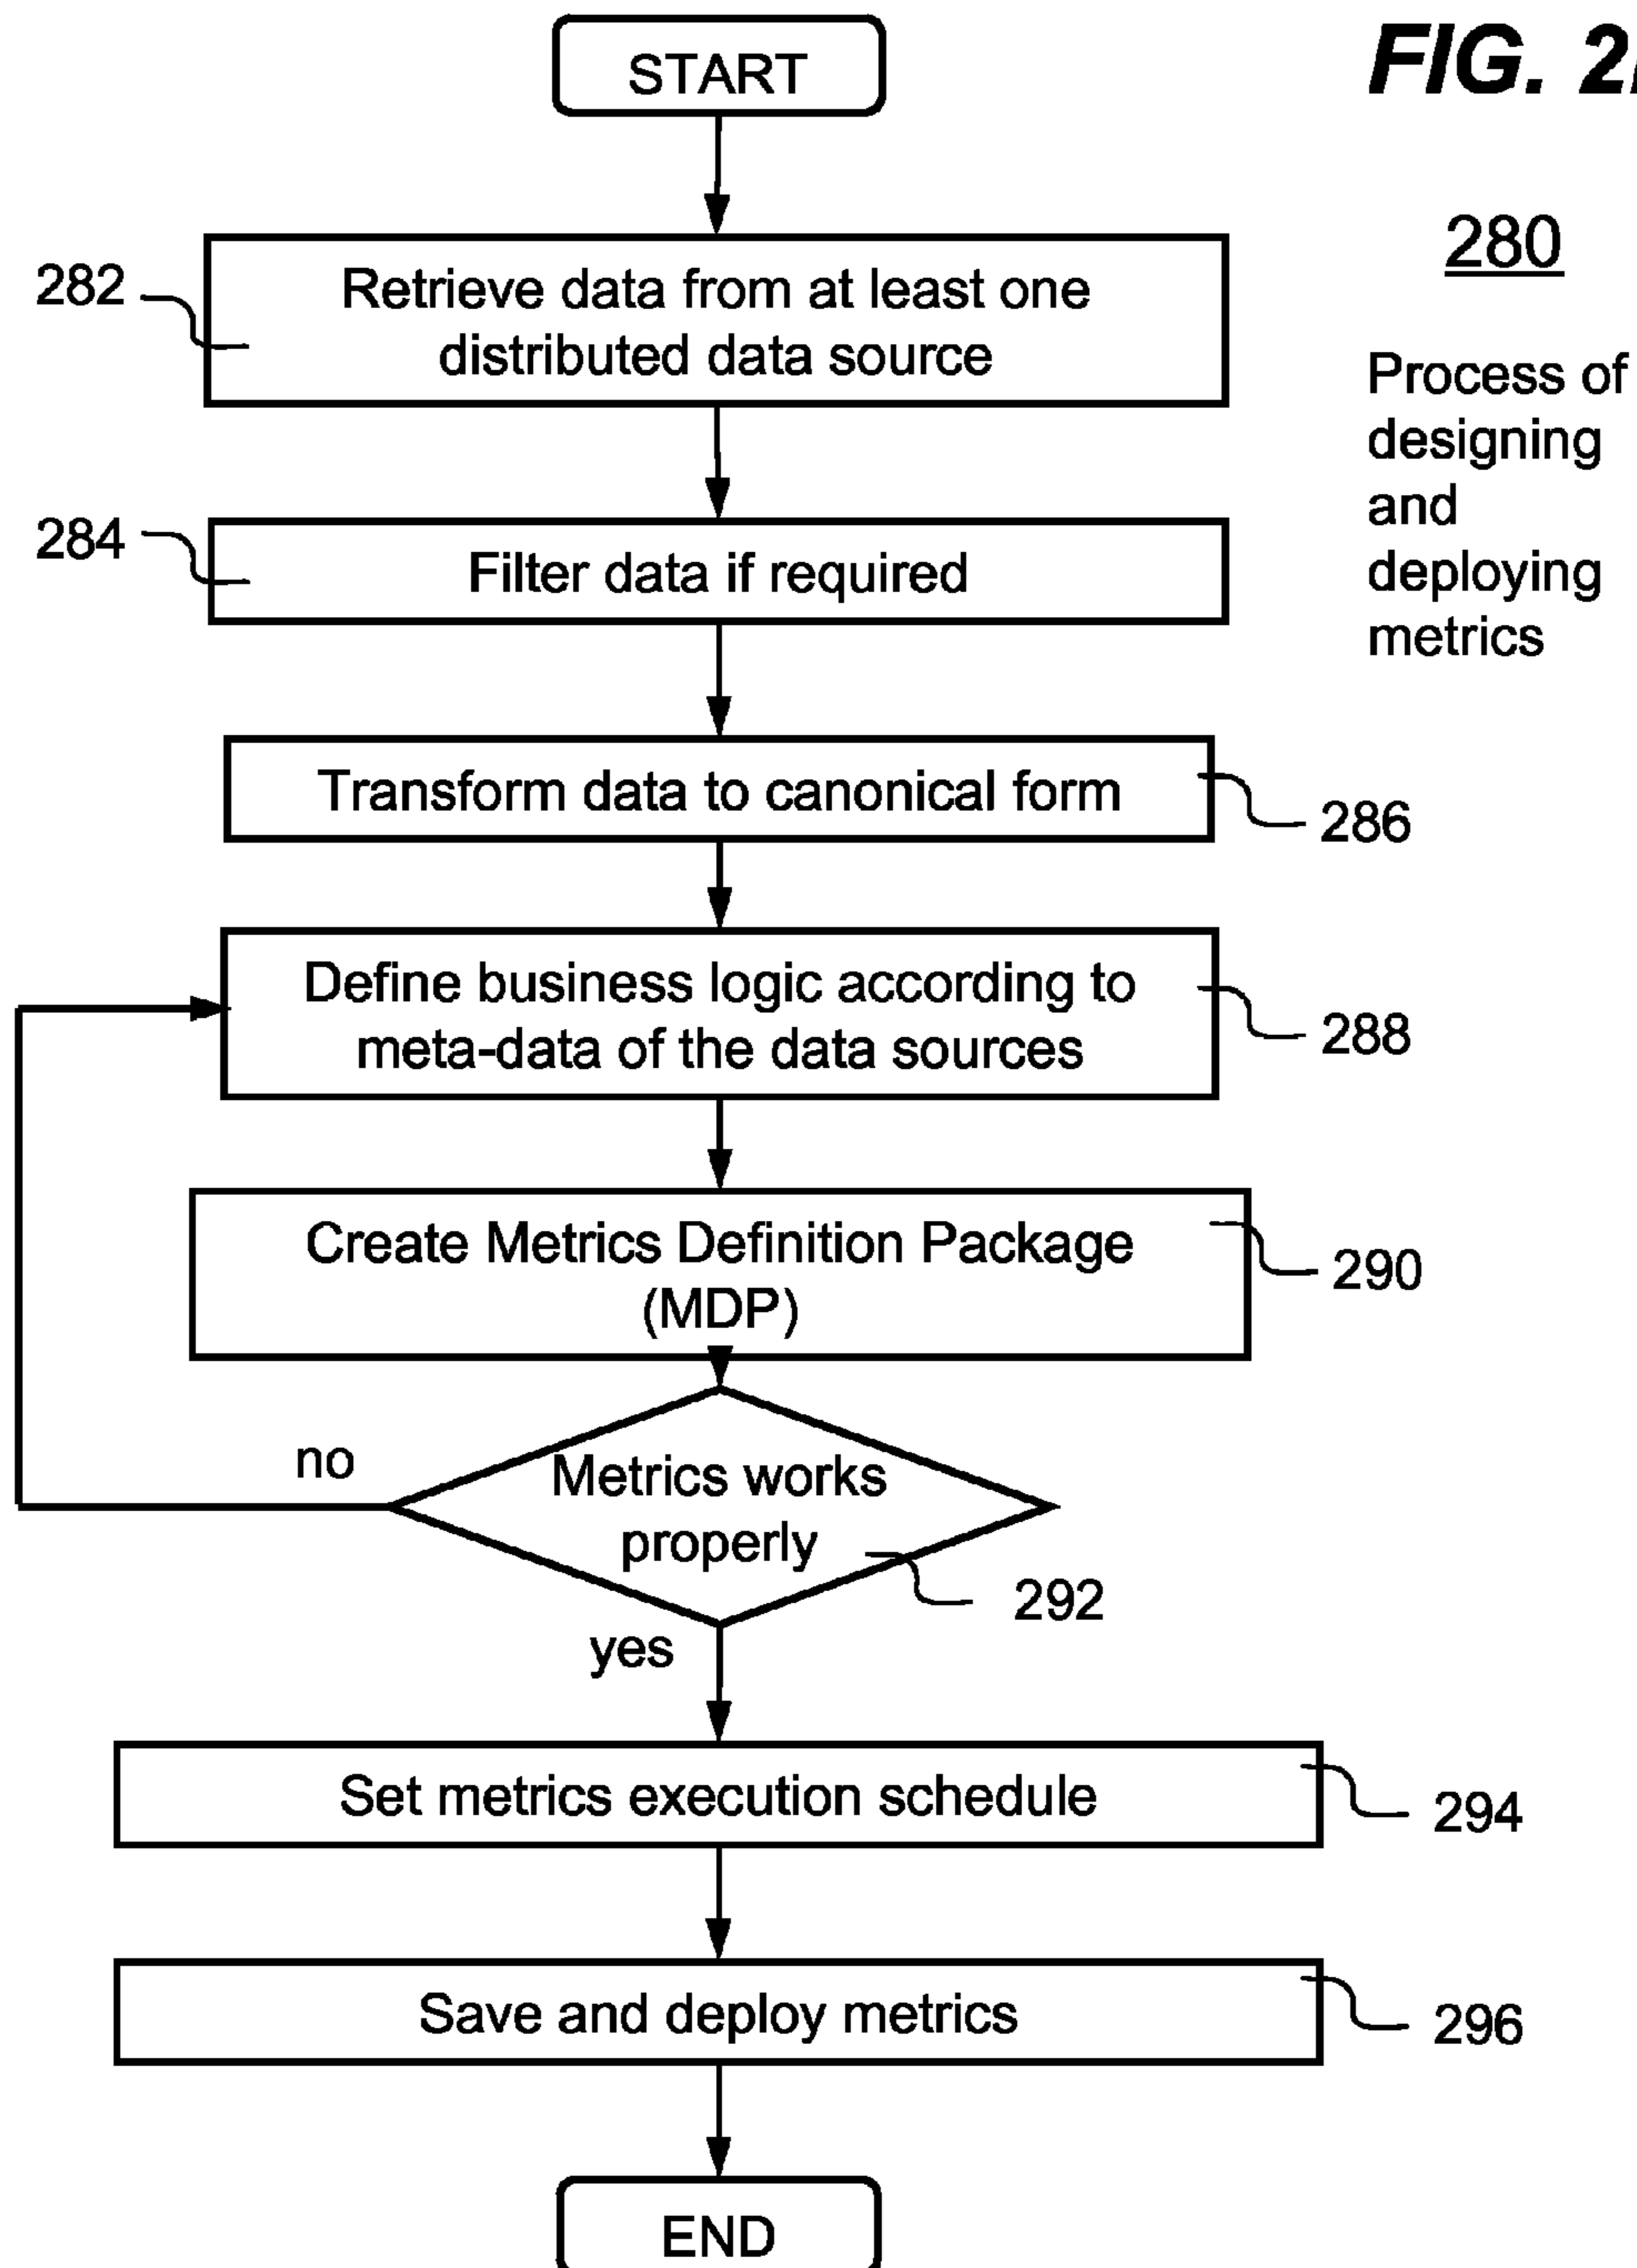 START
FIG. 2
280
Process of
designing
and
deploying
metrics
282
Retrieve data from at least one
distributed data source
284
Filter data if required
Transform data to canonical form
286
Define business logic according to
meta-data of the data sources
288
Create Metrics Definition Package
(MDP)
290
no
Metrics works
properly
292
yes
Set metrics execution schedule
294
Save and deploy metrics
296
END